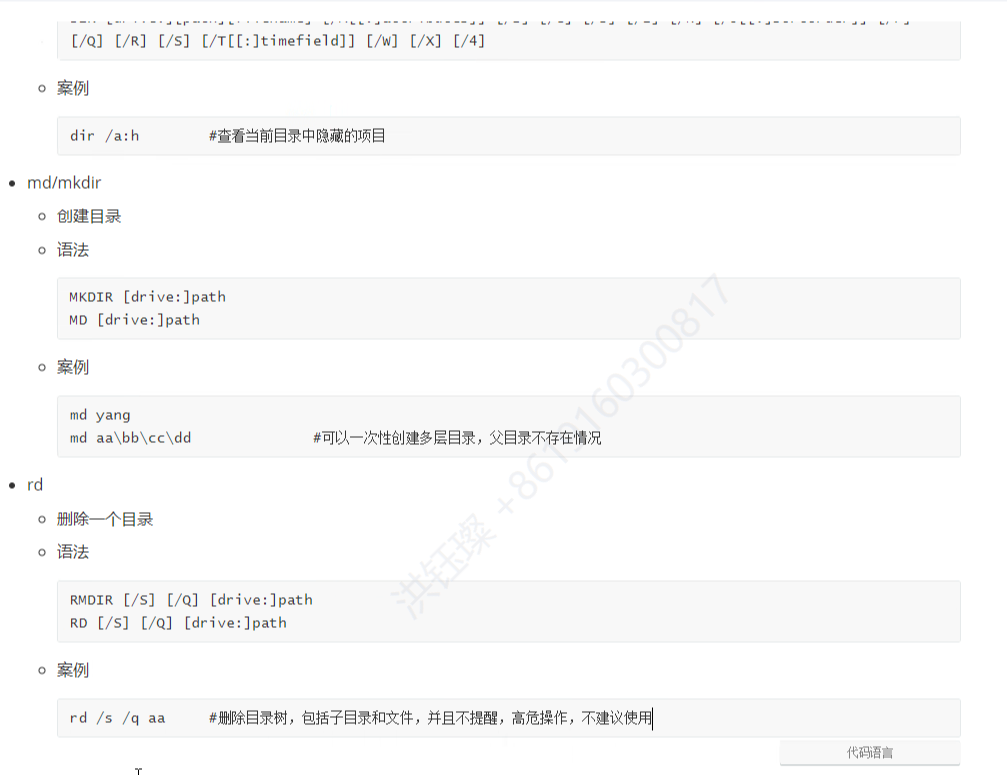 [/Q] [/R] [/S] [/T[[:]timefield]] [/W] [/X] [/4]
案例
dir /a:h #查看当前目录中隐藏的项目
md/mkdir
创建目录
语法
MKDIR [drive:]path
MD [drive:]path
案例
md yang
md aa\bb\cc\dd #可以一次性创建多层目录，父目录不存在情况
rd
删除一个目录
语法
RMDIR [/S] [/Q] [drive:]path
RD [/S] [/Q] [drive:]path
案例
rd /s /q aa #删除目录树，包括子目录和文件，并且不提醒，高危操作，不建议使用
代码语言
洪钰璨 +8619160300817